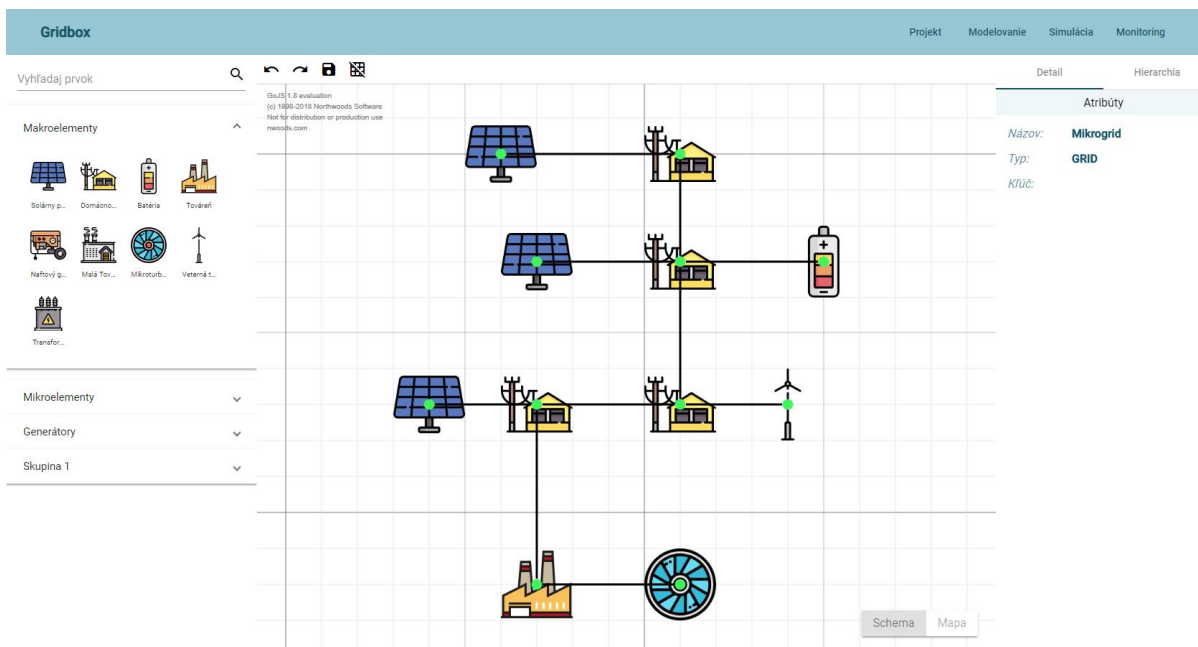 Gridbox
Projekt Modelovanie Simulácia Monitoring
Vyhľadaj prvok
Makroelementy
Solárny p... Domácno... Batéria Továreň
Naftový g... Malá Tov... Mikroturb... Veterná t...
Transfor...
Mikroelementy
Generátory
Skupina 1
GoJS 1.8 evaluation
(c) 1998-2018 Northwoods Software
Not for distribution or production use
nwoods.com
Schema Mapa
Detail Hierarchia
Atribúty
Názov: Mikrogrid
Typ: GRID
Kľúč: